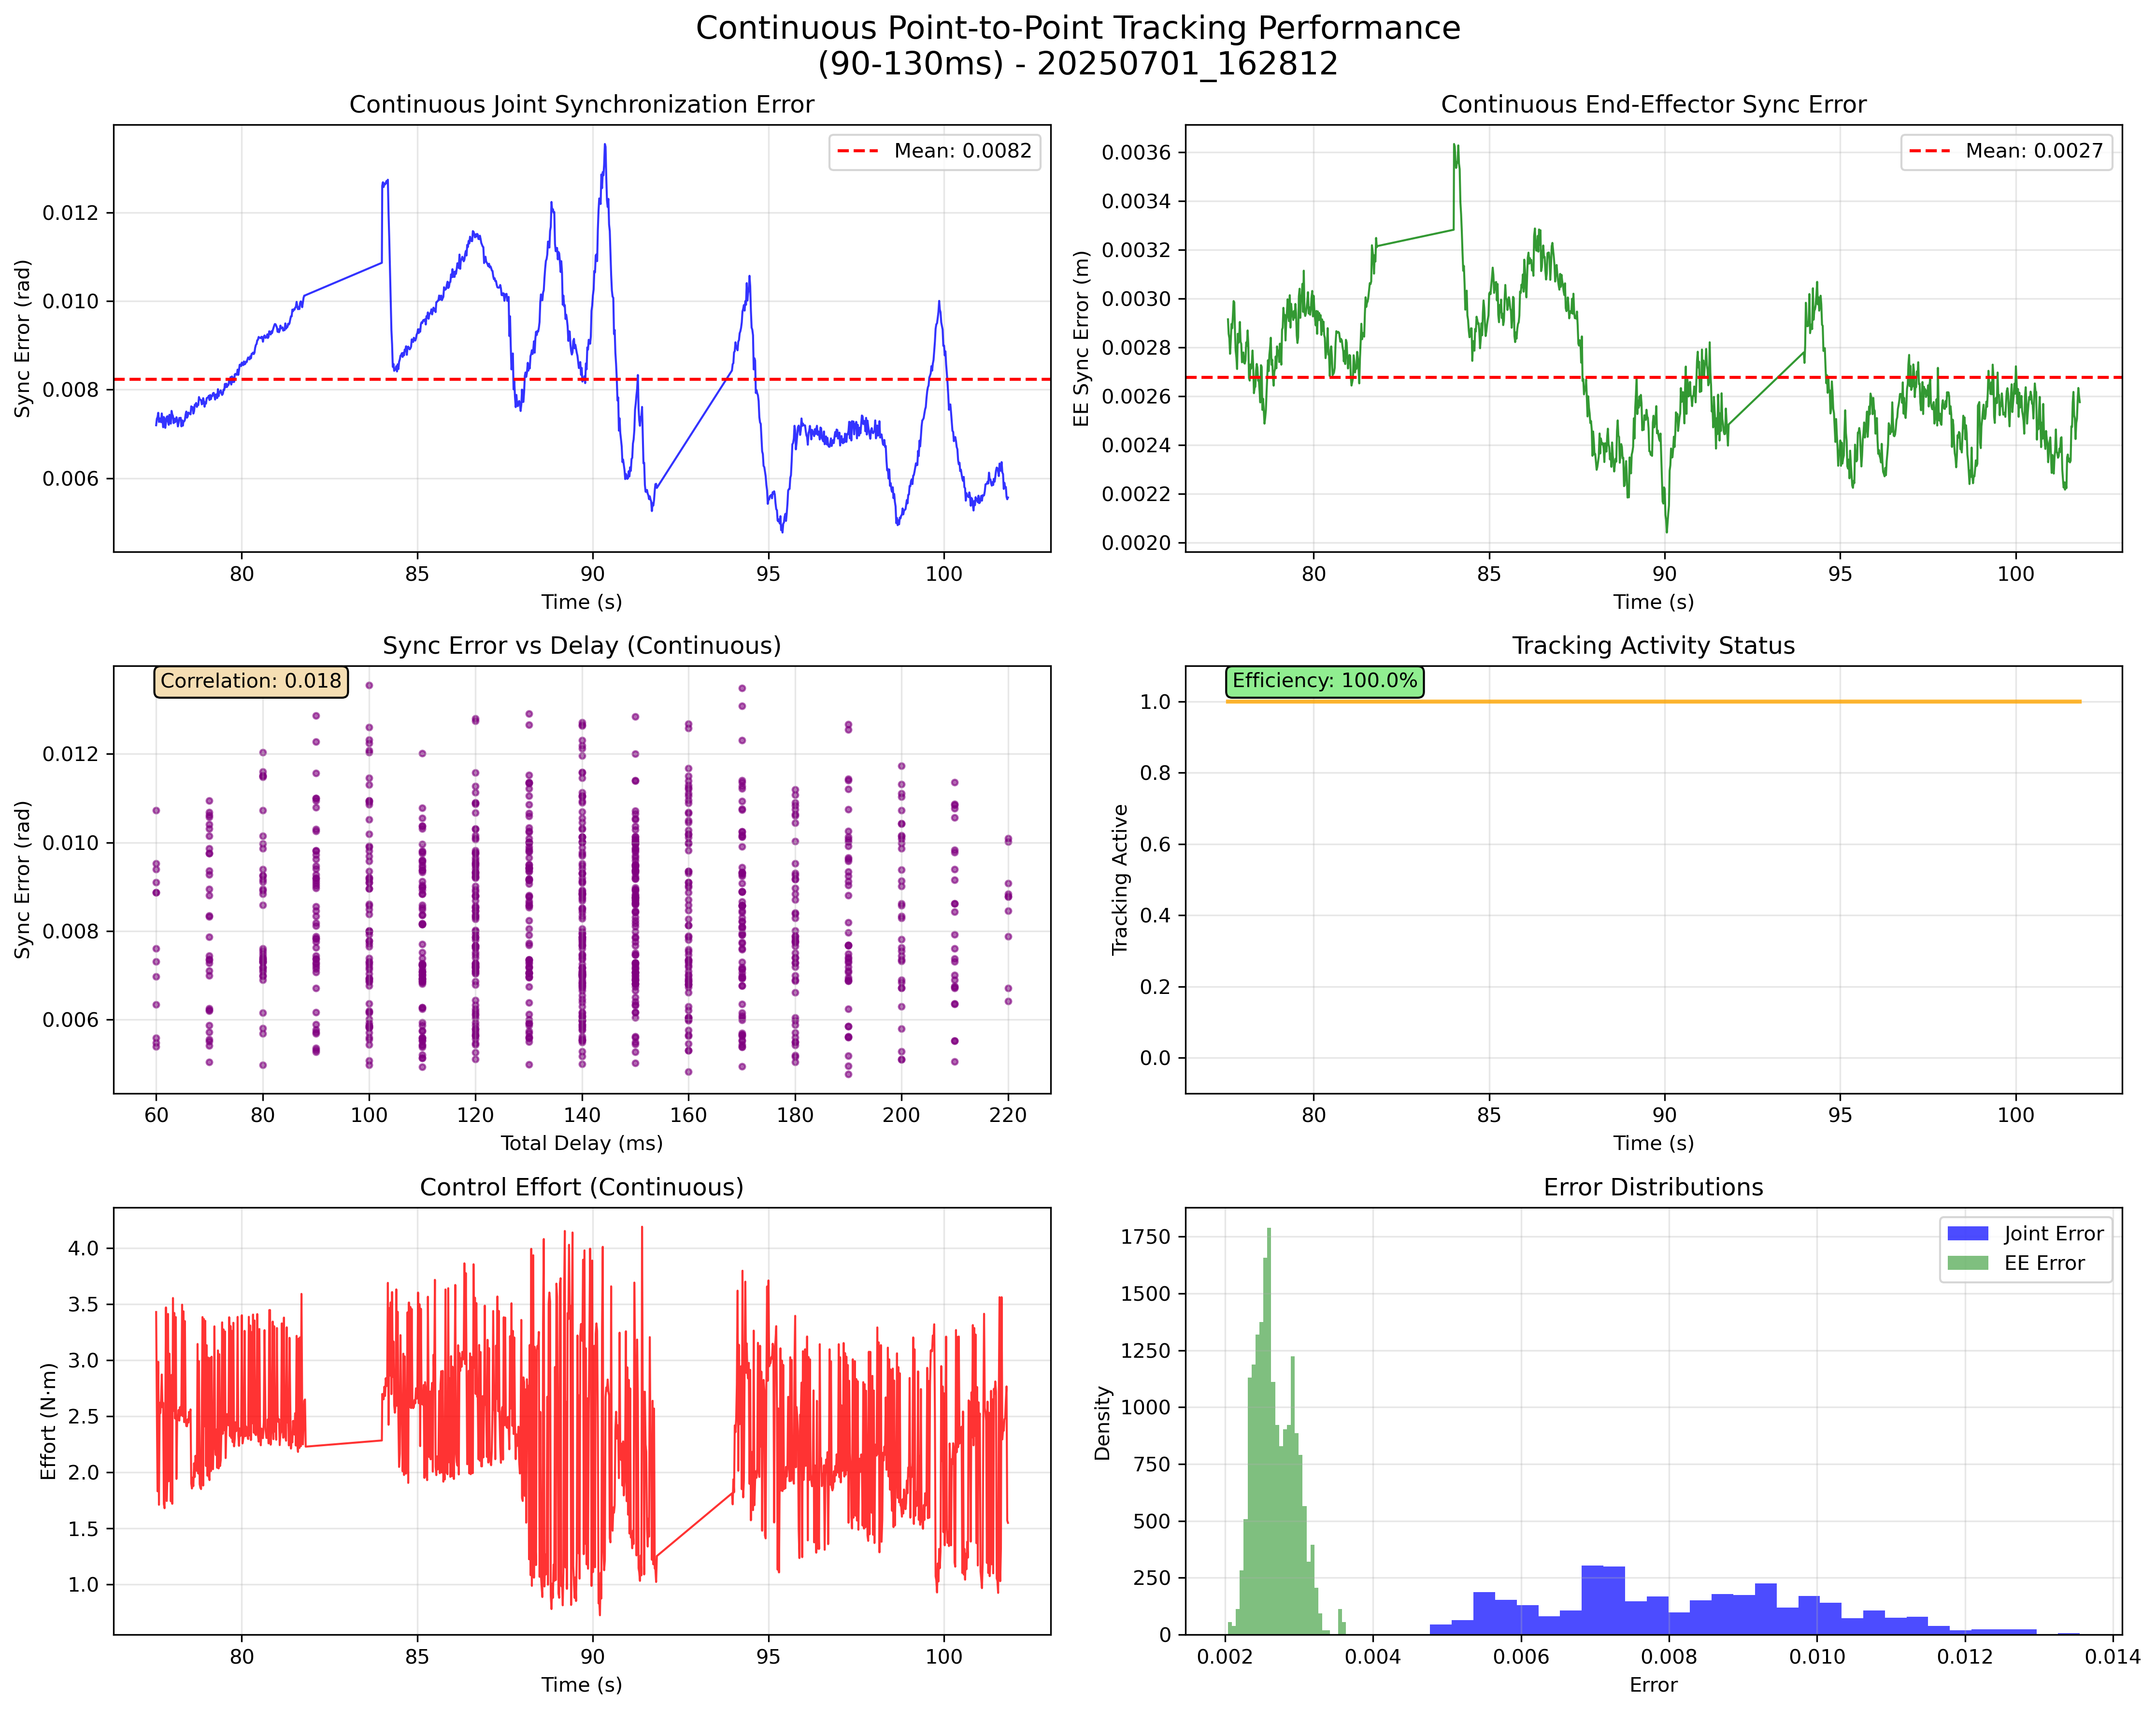 Continuous Point-to-Point Tracking Performance
(90-130ms) - 20250701_162812
Continuous Joint Synchronization Error
Sync Error (rad)
0.012
0.010
0.008
0.006
Mean: 0.0082
80 85 90 95 100
Time (s)
Continuous End-Effector Sync Error
EE Sync Error (m)
0.0036
0.0034
0.0032
0.0030
0.0028
0.0026
0.0024
0.0022
0.0020
Mean: 0.0027
80 85 90 95 100
Time (s)
Sync Error vs Delay (Continuous)
Correlation: 0.018
Sync Error (rad)
0.012
0.010
0.008
0.006
60 80 100 120 140 160 180 200 220
Total Delay (ms)
Tracking Activity Status
Efficiency: 100.0%
Tracking Active
1.0
0.8
0.6
0.4
0.2
0.0
80 85 90 95 100
Time (s)
Control Effort (Continuous)
Effort (N·m)
4.0
3.5
3.0
2.5
2.0
1.5
1.0
80 85 90 95 100
Time (s)
Error Distributions
Joint Error
EE Error
Density
1750
1500
1250
1000
750
500
250
0
0.002 0.004 0.006 0.008 0.010 0.012 0.014
Error